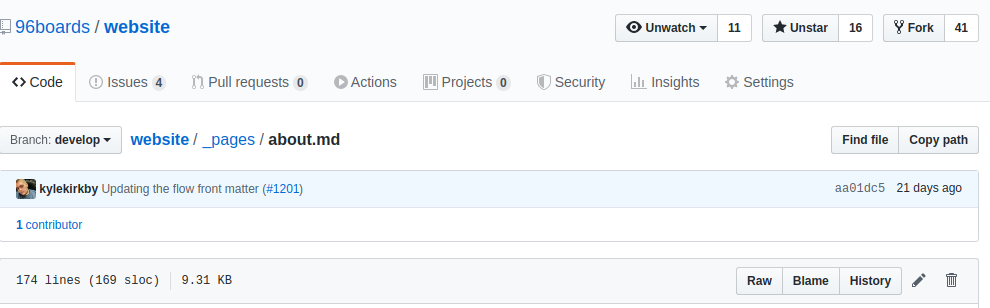 96boards / website Unwatch 11 Unstar 16 Fork 41
Code Issues 4 Pull requests 0 Actions Projects 0 Security Insights Settings
Branch: develop website / _pages / about.md Find file Copy path
kylekirkby Updating the flow front matter (#1201) aa01dc5 21 days ago
1 contributor
174 lines (169 sloc) 9.31 KB Raw Blame History